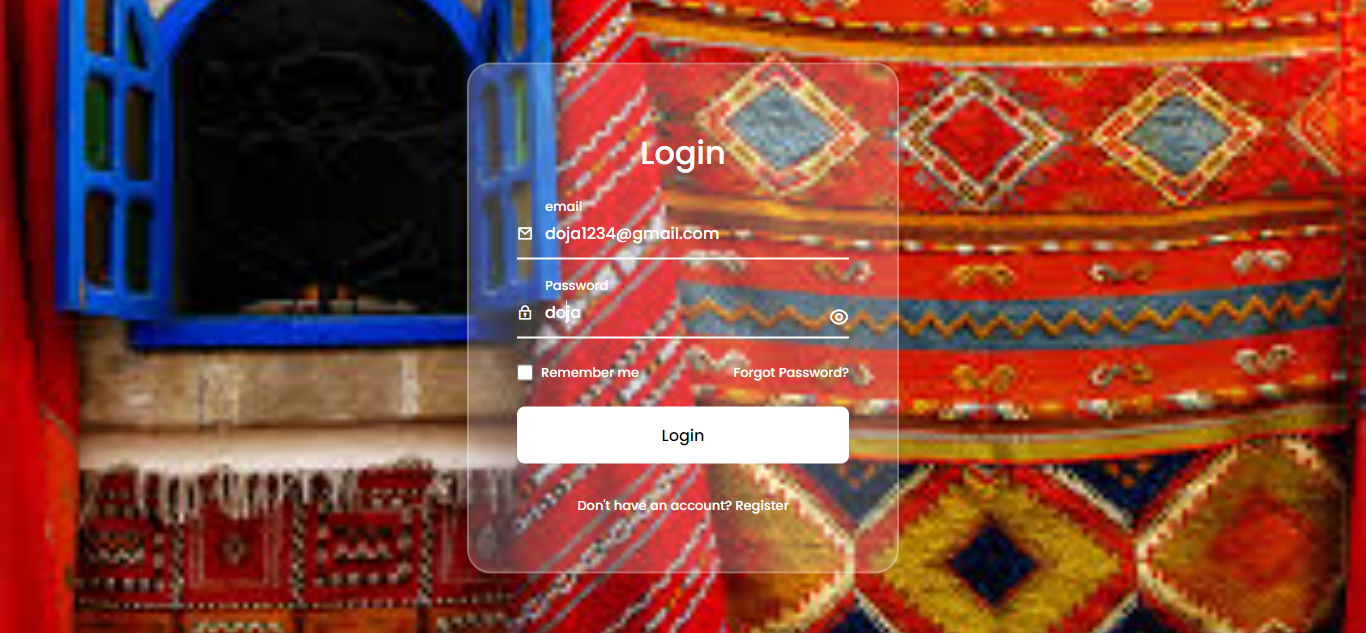 Login
email
doja1234@gmail.com
Password
doja
Remember me Forgot Password?
Login
Don't have an account? Register